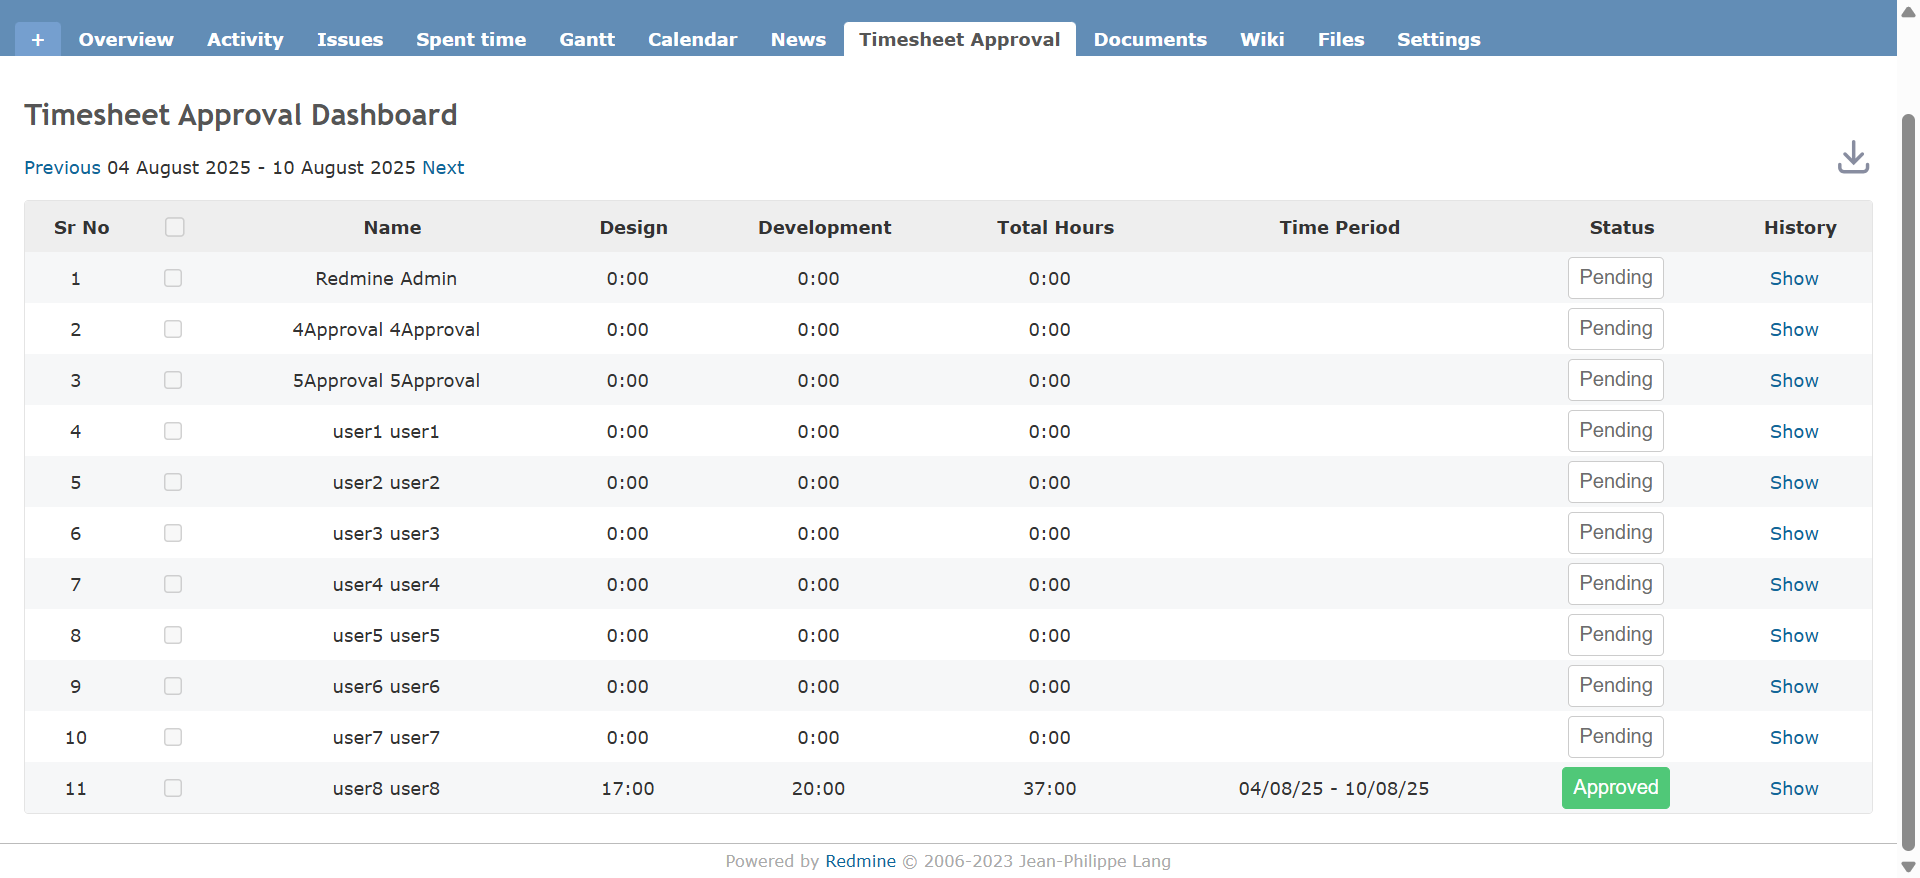 + Overview Activity Issues Spent time Gantt Calendar News Timesheet Approval Documents Wiki Files Settings
Timesheet Approval Dashboard
Previous 04 August 2025 - 10 August 2025 Next
Sr No Name Design Development Total Hours Time Period Status History
1 Redmine Admin 0:00 0:00 0:00 Pending Show
2 4Approval 4Approval 0:00 0:00 0:00 Pending Show
3 5Approval 5Approval 0:00 0:00 0:00 Pending Show
4 user1 user1 0:00 0:00 0:00 Pending Show
5 user2 user2 0:00 0:00 0:00 Pending Show
6 user3 user3 0:00 0:00 0:00 Pending Show
7 user4 user4 0:00 0:00 0:00 Pending Show
8 user5 user5 0:00 0:00 0:00 Pending Show
9 user6 user6 0:00 0:00 0:00 Pending Show
10 user7 user7 0:00 0:00 0:00 Pending Show
11 user8 user8 17:00 20:00 37:00 04/08/25 - 10/08/25 Approved Show
Powered by Redmine © 2006-2023 Jean-Philippe Lang